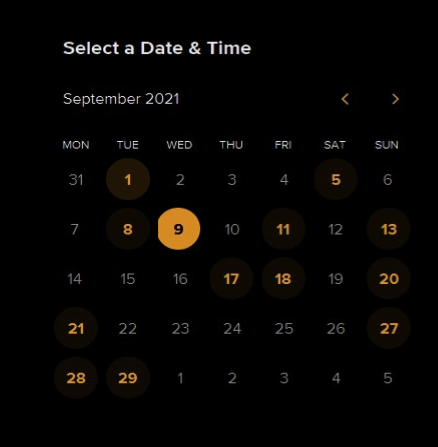 Select a Date & Time
September 2021
MON TUE WED THU FRI SAT SUN
31 1 2 3 4 5 6
7 8 9 10 11 12 13
14 15 16 17 18 19 20
21 22 23 24 25 26 27
28 29 1 2 3 4 5